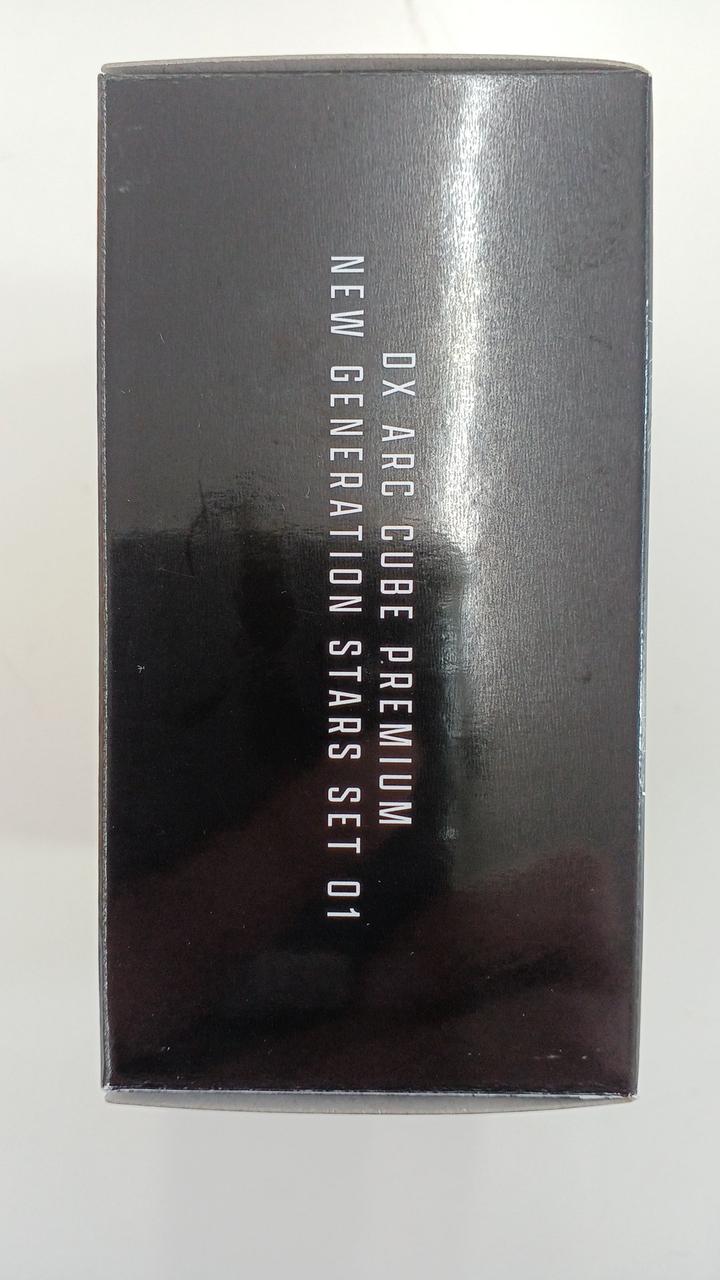 DX ARC CUBE PREMIUM
NEW GENERATION STARS SET 01